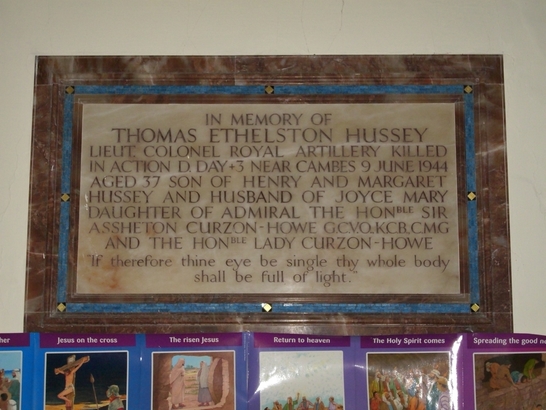 IN MEMORY OF
THOMAS ETHELSTON HUSSEY
LIEUT. COLONEL ROYAL ARTILLERY KILLED
IN ACTION D. DAY+3 NEAR CAMBES 9 JUNE 1944
AGED 37 SON OF HENRY AND MARGARET
HUSSEY AND HUSBAND OF JOYCE MARY
DAUGHTER OF ADMIRAL THE HONBLE SIR
ASSHETON CURZON-HOWE G.C.V.O,K.C.B,C.M.G
AND THE HONBLE LADY CURZON-HOWE
"If therefore thine eye be single thy whole body
shall be full of light."
her
Jesus on the cross
The risen Jesus
Return to heaven
The Holy Spirit comes
Spreading the good ne